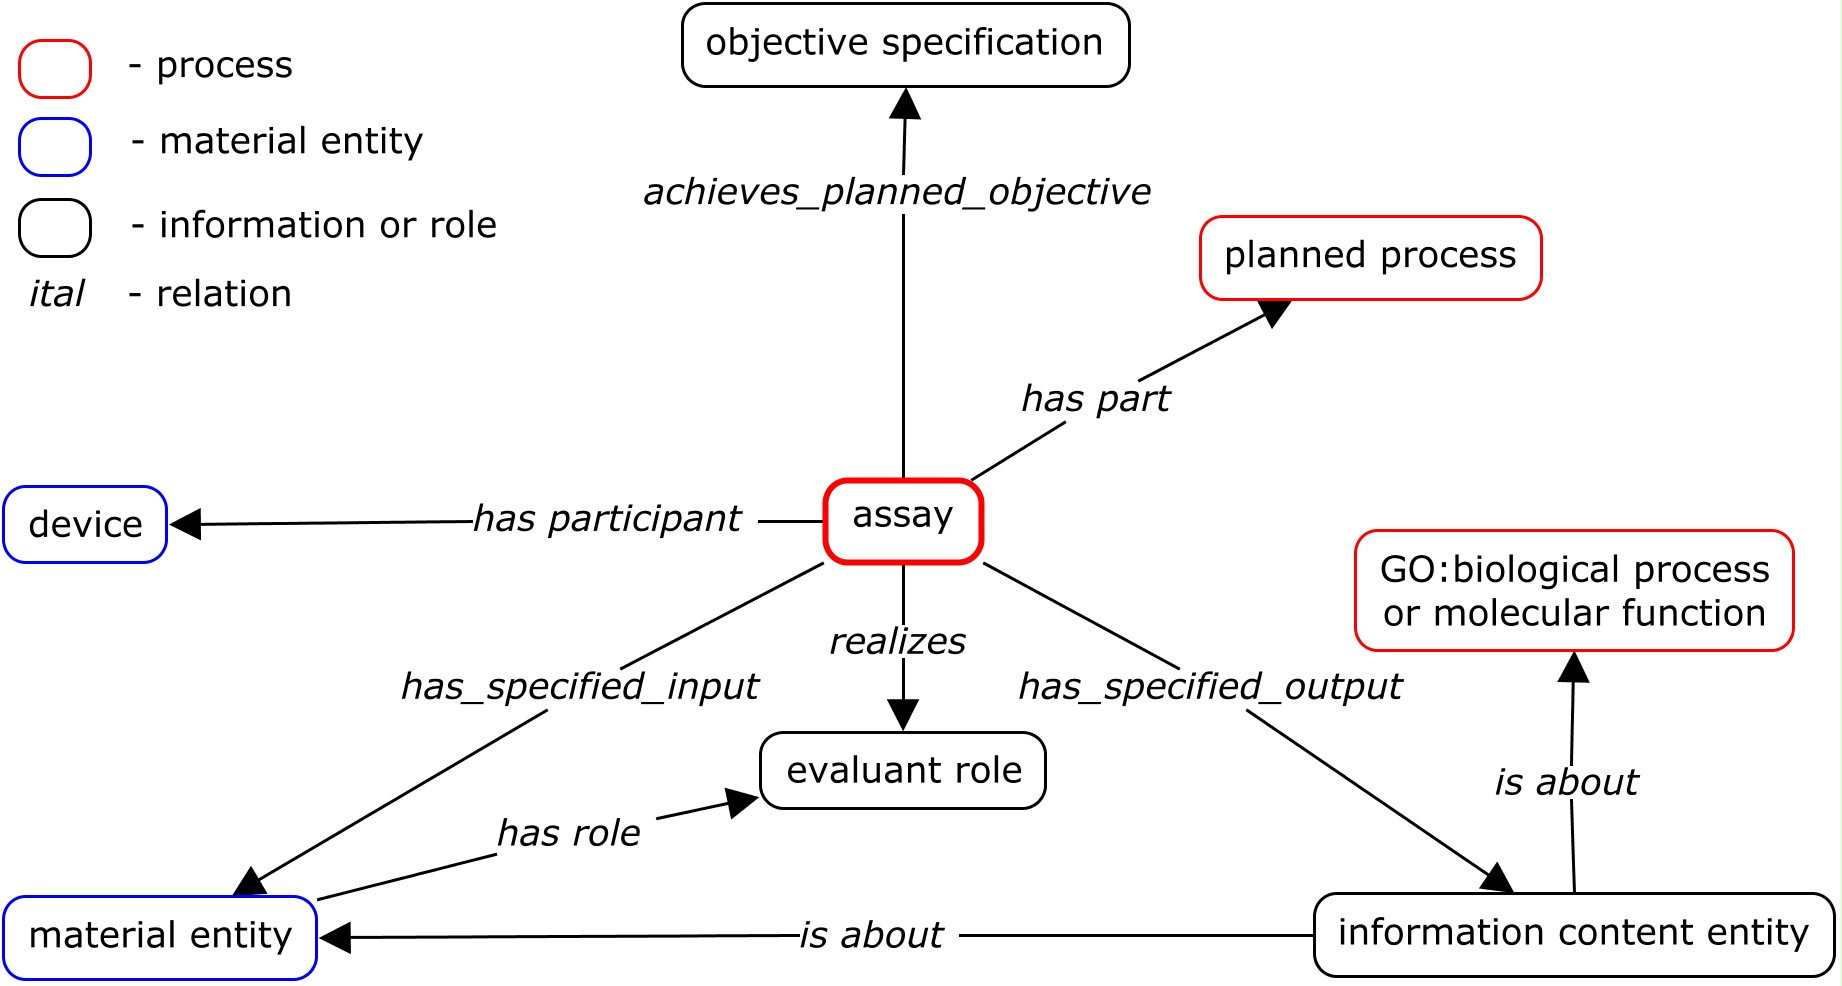 objective specification
- process
- material entity
- information or role
ital - relation
achieves_planned_objective
planned process
has part
device
has participant
assay
GO:biological process
or molecular function
realizes
has_specified_input
has_specified_output
evaluant role
is about
has role
material entity
is about
information content entity